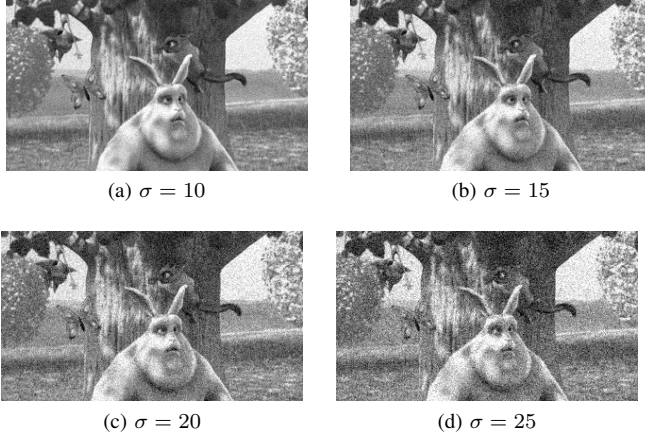 (a) σ = 10
(b) σ = 15
(c) σ = 20
(d) σ = 25